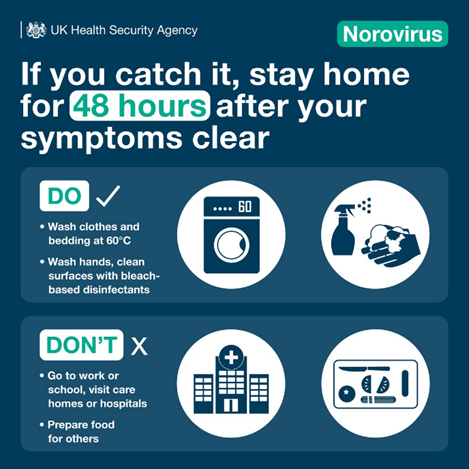 UK Health Security Agency
Norovirus
If you catch it, stay home
for 48 hours after your
symptoms clear
DO
• Wash clothes and
bedding at 60°C
• Wash hands, clean
surfaces with bleach-
based disinfectants
60
DON'T X
• Go to work or
school, visit care
homes or hospitals
• Prepare food
for others